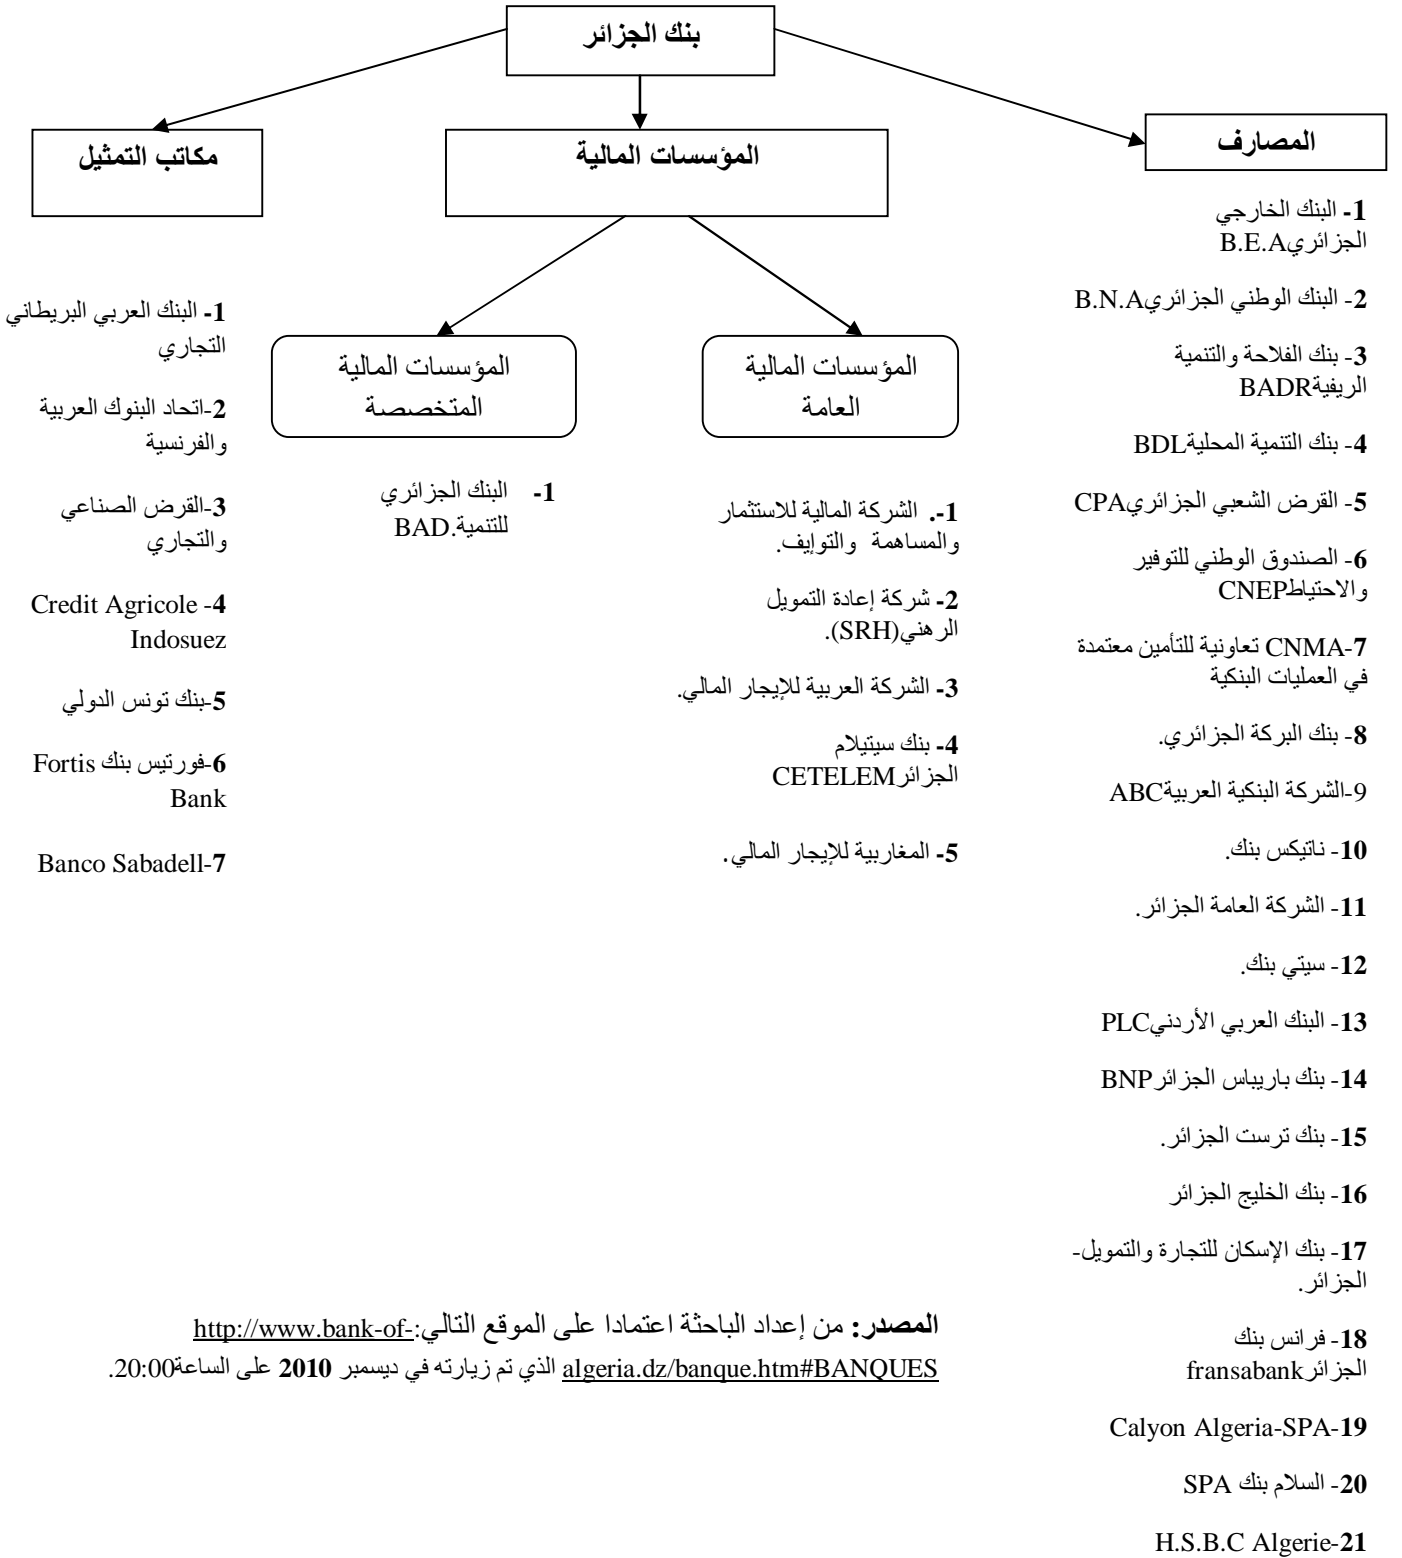 بنك الجزائر
المصارف
المؤسسات المالية
مكاتب التمثيل
1- البنك الخارجي
الجزائريB.E.A
2- البنك الوطني الجزائريB.N.A
3- بنك الفلاحة والتنمية
الريفيةBADR
4- بنك التنمية المحليةBDL
5- القرض الشعبي الجزائريCPA
6- الصندوق الوطني للتوفير
والاحتياطCNEP
7-CNMA تعاونية للتأمين معتمدة
في العمليات البنكية
8- بنك البركة الجزائري.
9-الشركة البنكية العربيةABC
10- ناتيكس بنك.
11- الشركة العامة الجزائر.
12- سيتي بنك.
13- البنك العربي الأردنيPLC
14- بنك باريباس الجزائرBNP
15- بنك ترست الجزائر.
16- بنك الخليج الجزائر
17- بنك الإسكان للتجارة والتمويل-
الجزائر.
18- فرانس بنك
الجزائرfransabank
19-Calyon Algeria-SPA
20- السلام بنك SPA
21-H.S.B.C Algerie
المؤسسات المالية
العامة
1-. الشركة المالية للاستثمار
والمساهمة والتوايف.
2- شركة إعادة التمويل
الرهني(SRH).
3- الشركة العربية للإيجار المالي.
4- بنك سيتيلام
الجزائرCETELEM
5- المغاربية للإيجار المالي.
المؤسسات المالية
المتخصصة
1- البنك الجزائري
للتنمية.BAD
1- البنك العربي البريطاني
التجاري
2-اتحاد البنوك العربية
والفرنسية
3-القرض الصناعي
والتجاري
4- Credit Agricole
Indosuez
5-بنك تونس الدولي
6-فورتيس بنك Fortis
Bank
7-Banco Sabadell
المصدر: من إعداد الباحثة اعتمادا على الموقع التالي:http://www.bank-of-
algeria.dz/banque.htm#BANQUES الذي تم زيارته في ديسمبر 2010 على الساعة20:00.